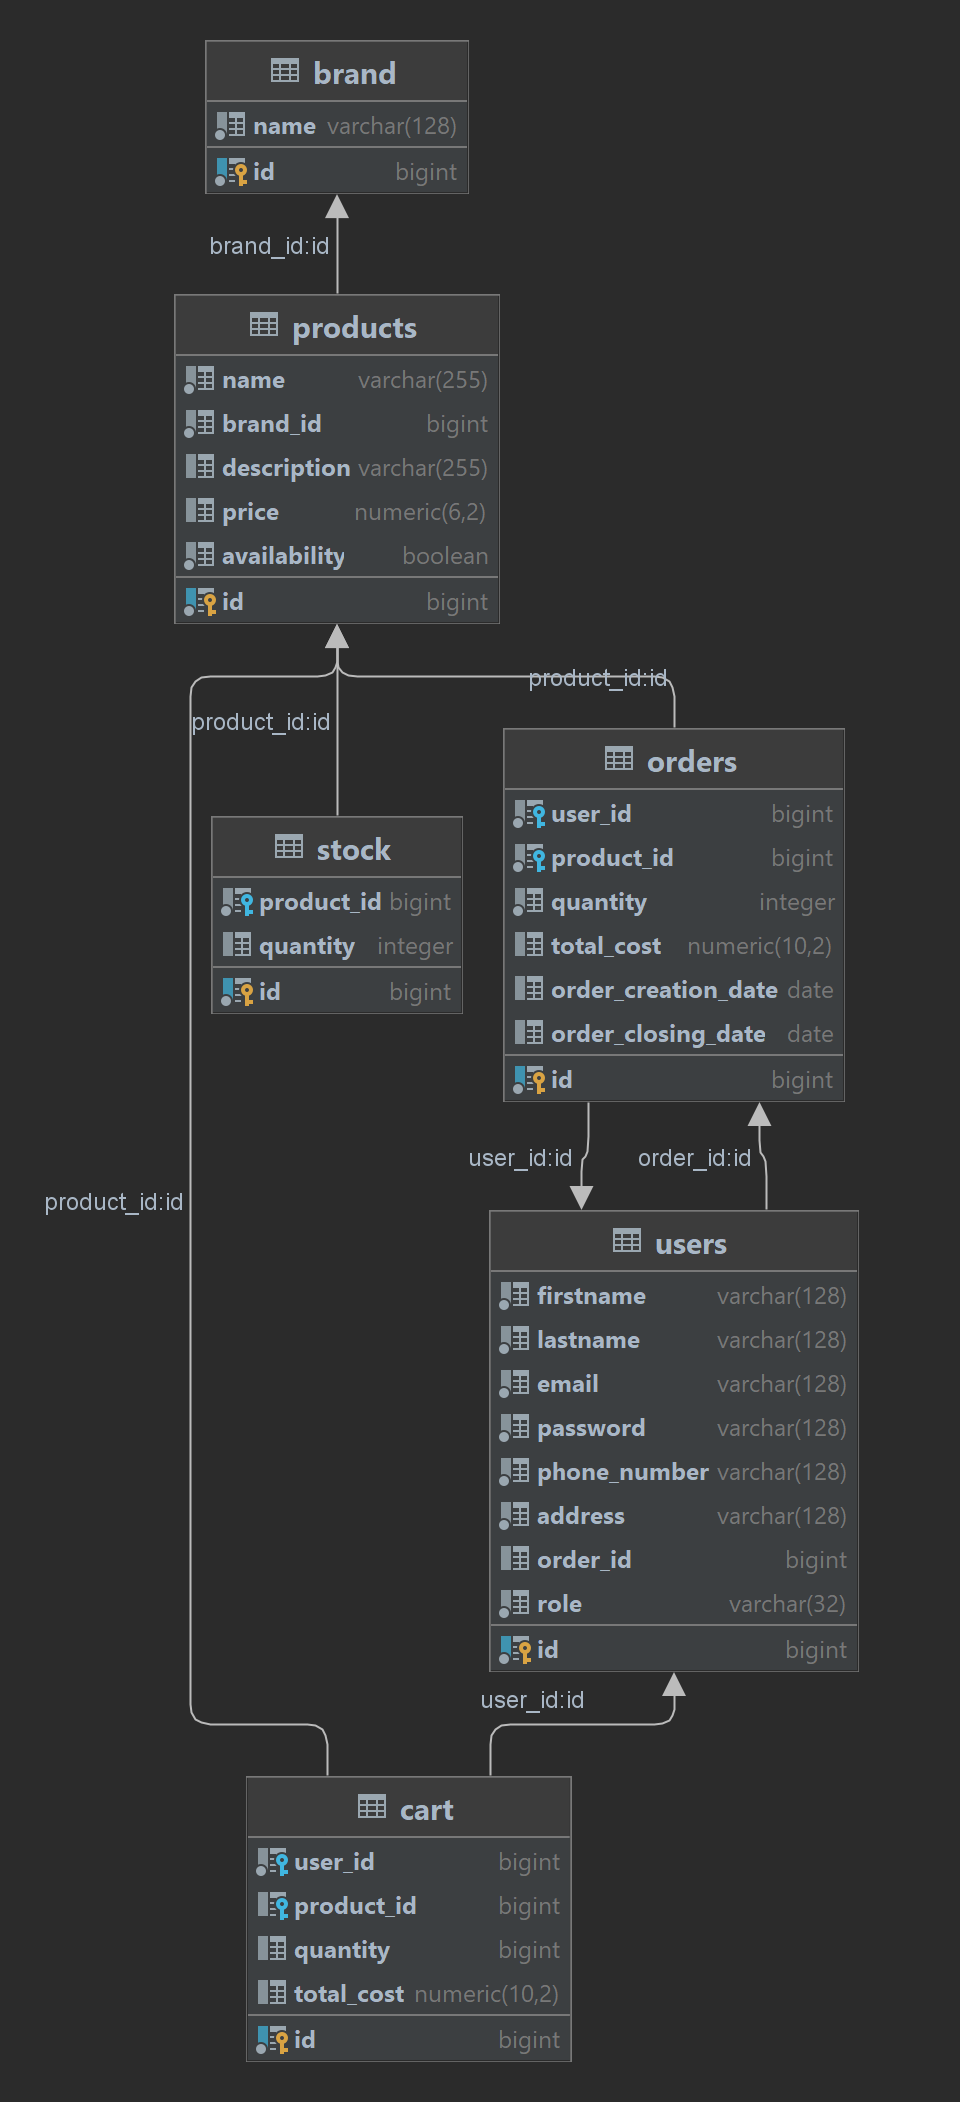 brand
name varchar(128)
id bigint
brand_id:id
products
name varchar(255)
brand_id bigint
description varchar(255)
price numeric(6,2)
availability boolean
id bigint
product_id:id
product_id:id
orders
user_id bigint
product_id bigint
quantity integer
total_cost numeric(10,2)
order_creation_date date
order_closing_date date
id bigint
stock
product_id bigint
quantity integer
id bigint
user_id:id
order_id:id
product_id:id
users
firstname varchar(128)
lastname varchar(128)
email varchar(128)
password varchar(128)
phone_number varchar(128)
address varchar(128)
order_id bigint
role varchar(32)
id bigint
user_id:id
cart
user_id bigint
product_id bigint
quantity bigint
total_cost numeric(10,2)
id bigint